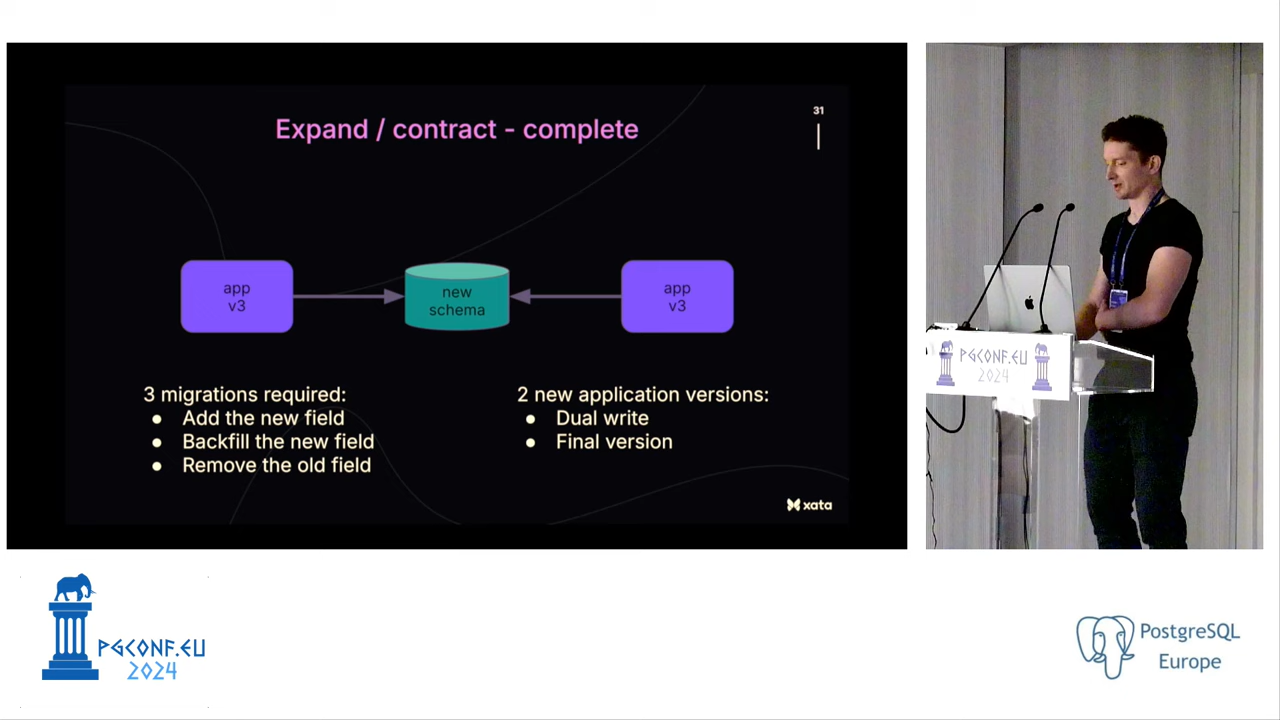 Expand / contract - complete
31
app
v3
new
schema
app
v3
3 migrations required:
● Add the new field
● Backfill the new field
● Remove the old field
2 new application versions:
● Dual write
● Final version
xata
PGCONF.EU
2024
PGCONF.EU
2024
PostgreSQL
Europe